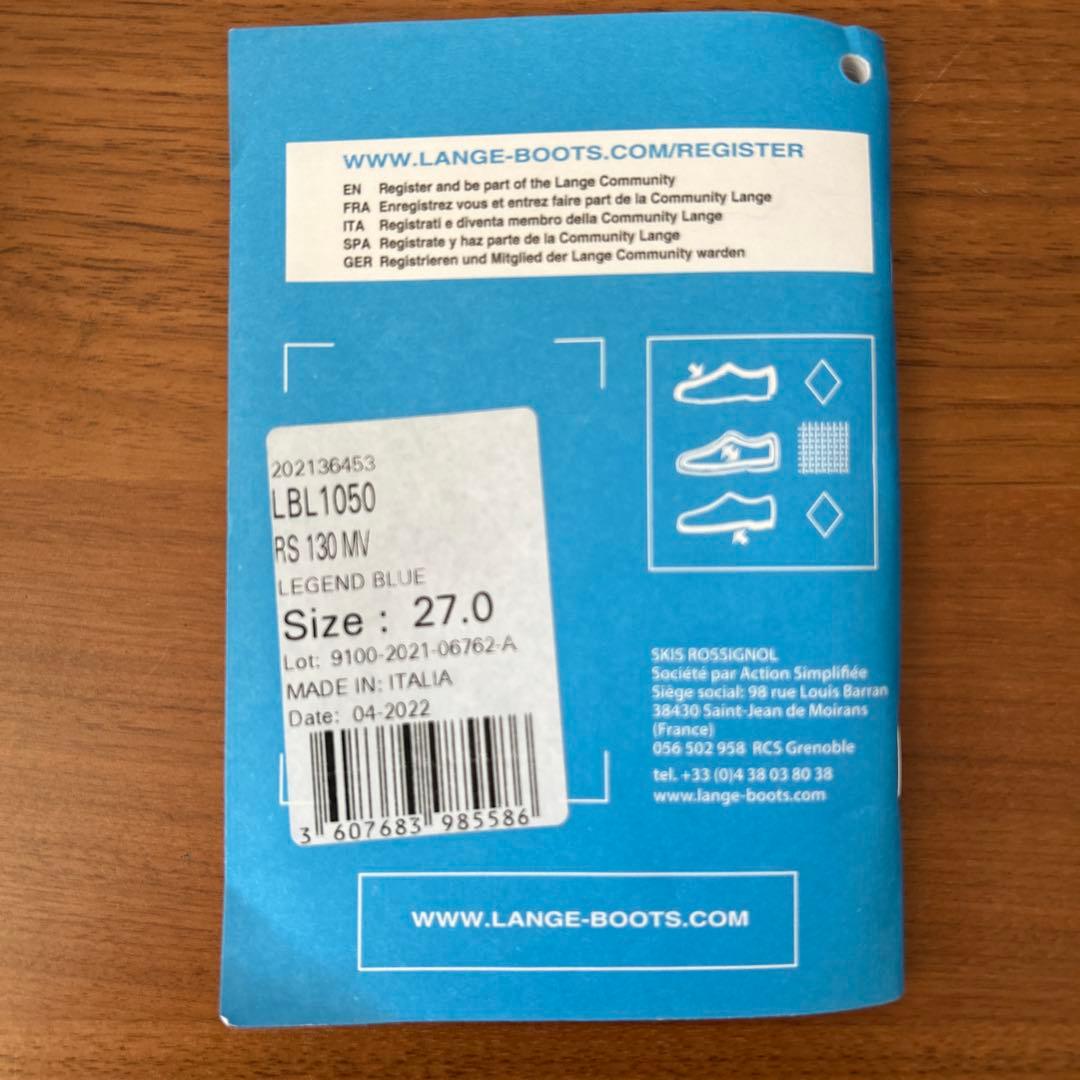 WWW.LANGE-BOOTS.COM/REGISTER
EN Register and be part of the Lange Community
FRA Enregistrez vous et entrez faire part de la Community Lange
ITA Registrati e diventa membro della Community Lange
SPA Registrate y haz parte de la Community Lange
GER Registrieren und Mitglied der Lange Community warden
202136453
LBL1050
RS 130 MV
LEGEND BLUE
Size : 27.0
Lot: 9100-2021-06762-A
MADE IN: ITALIA
Date: 04-2022
3 607683 985586
SKIS ROSSIGNOL
Société par Action Simplifiée
Siège social: 98 rue Louis Barran
38430 Saint-Jean de Moirans
(France)
056 502 958 RCS Grenoble
tel. +33 (0)4 38 03 80 38
www.lange-boots.com
WWW.LANGE-BOOTS.COM